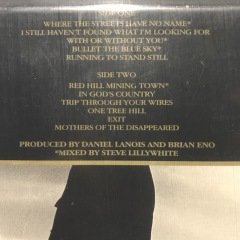 SIDE ONE
WHERE THE STREETS HAVE NO NAME*
I STILL HAVEN'T FOUND WHAT I'M LOOKING FOR
WITH OR WITHOUT YOU*
BULLET THE BLUE SKY*
RUNNING TO STAND STILL
SIDE TWO
RED HILL MINING TOWN*
IN GOD'S COUNTRY
TRIP THROUGH YOUR WIRES
ONE TREE HILL
EXIT
MOTHERS OF THE DISAPPEARED
PRODUCED BY DANIEL LANOIS AND BRIAN ENO
*MIXED BY STEVE LILLYWHITE